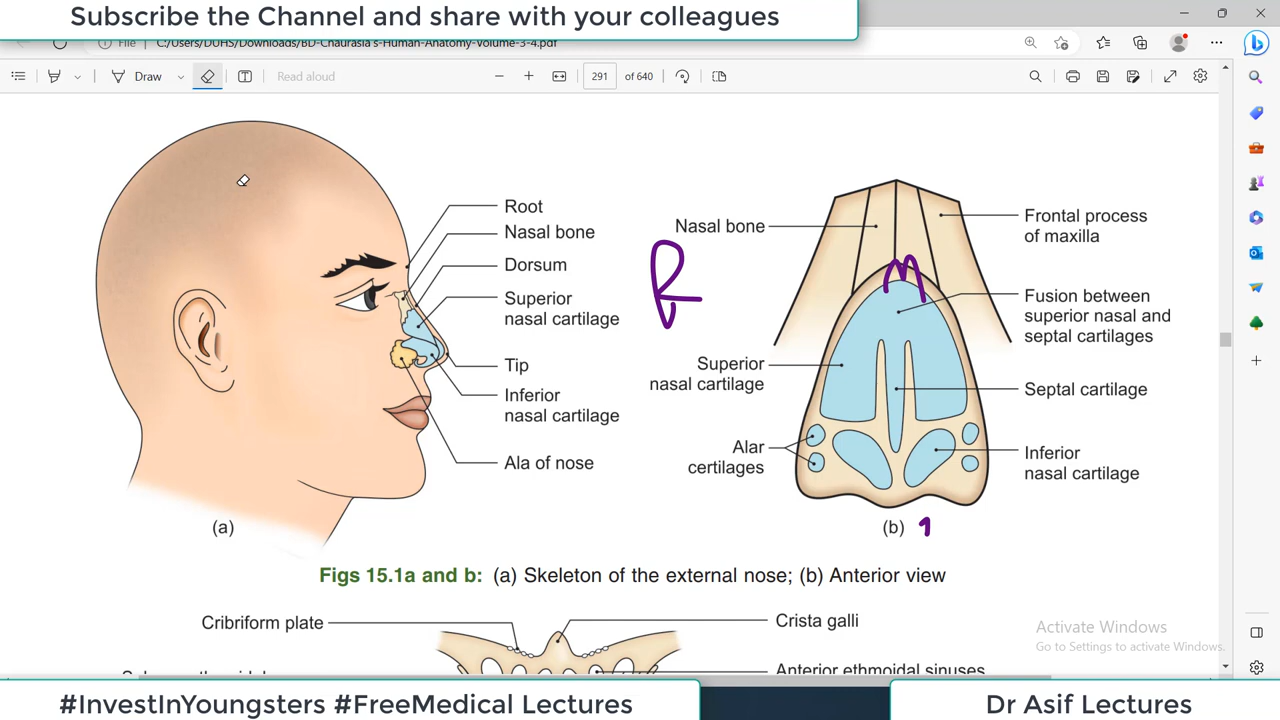 Subscribe the Channel and share with your colleagues
File
C:/Users/DUHS/Downloads/BD-Chaurasia's-Human-Anatomy-Volume-3-4.pdf
Draw
Read aloud
291
of 640
Root
Nasal bone
Dorsum
Superior
nasal cartilage
Tip
Inferior
nasal cartilage
Ala of nose
(a)
R
Nasal bone
Frontal process
of maxilla
M
Fusion between
superior nasal and
septal cartilages
Superior
nasal cartilage
Septal cartilage
Alar
certilages
Inferior
nasal cartilage
(b) 1
Figs 15.1a and b: (a) Skeleton of the external nose; (b) Anterior view
Cribriform plate
Crista galli
Anterior ethmoidal sinuses
Activate Windows
Go to Settings to activate Windows.
#InvestInYoungsters #FreeMedical Lectures
Dr Asif Lectures